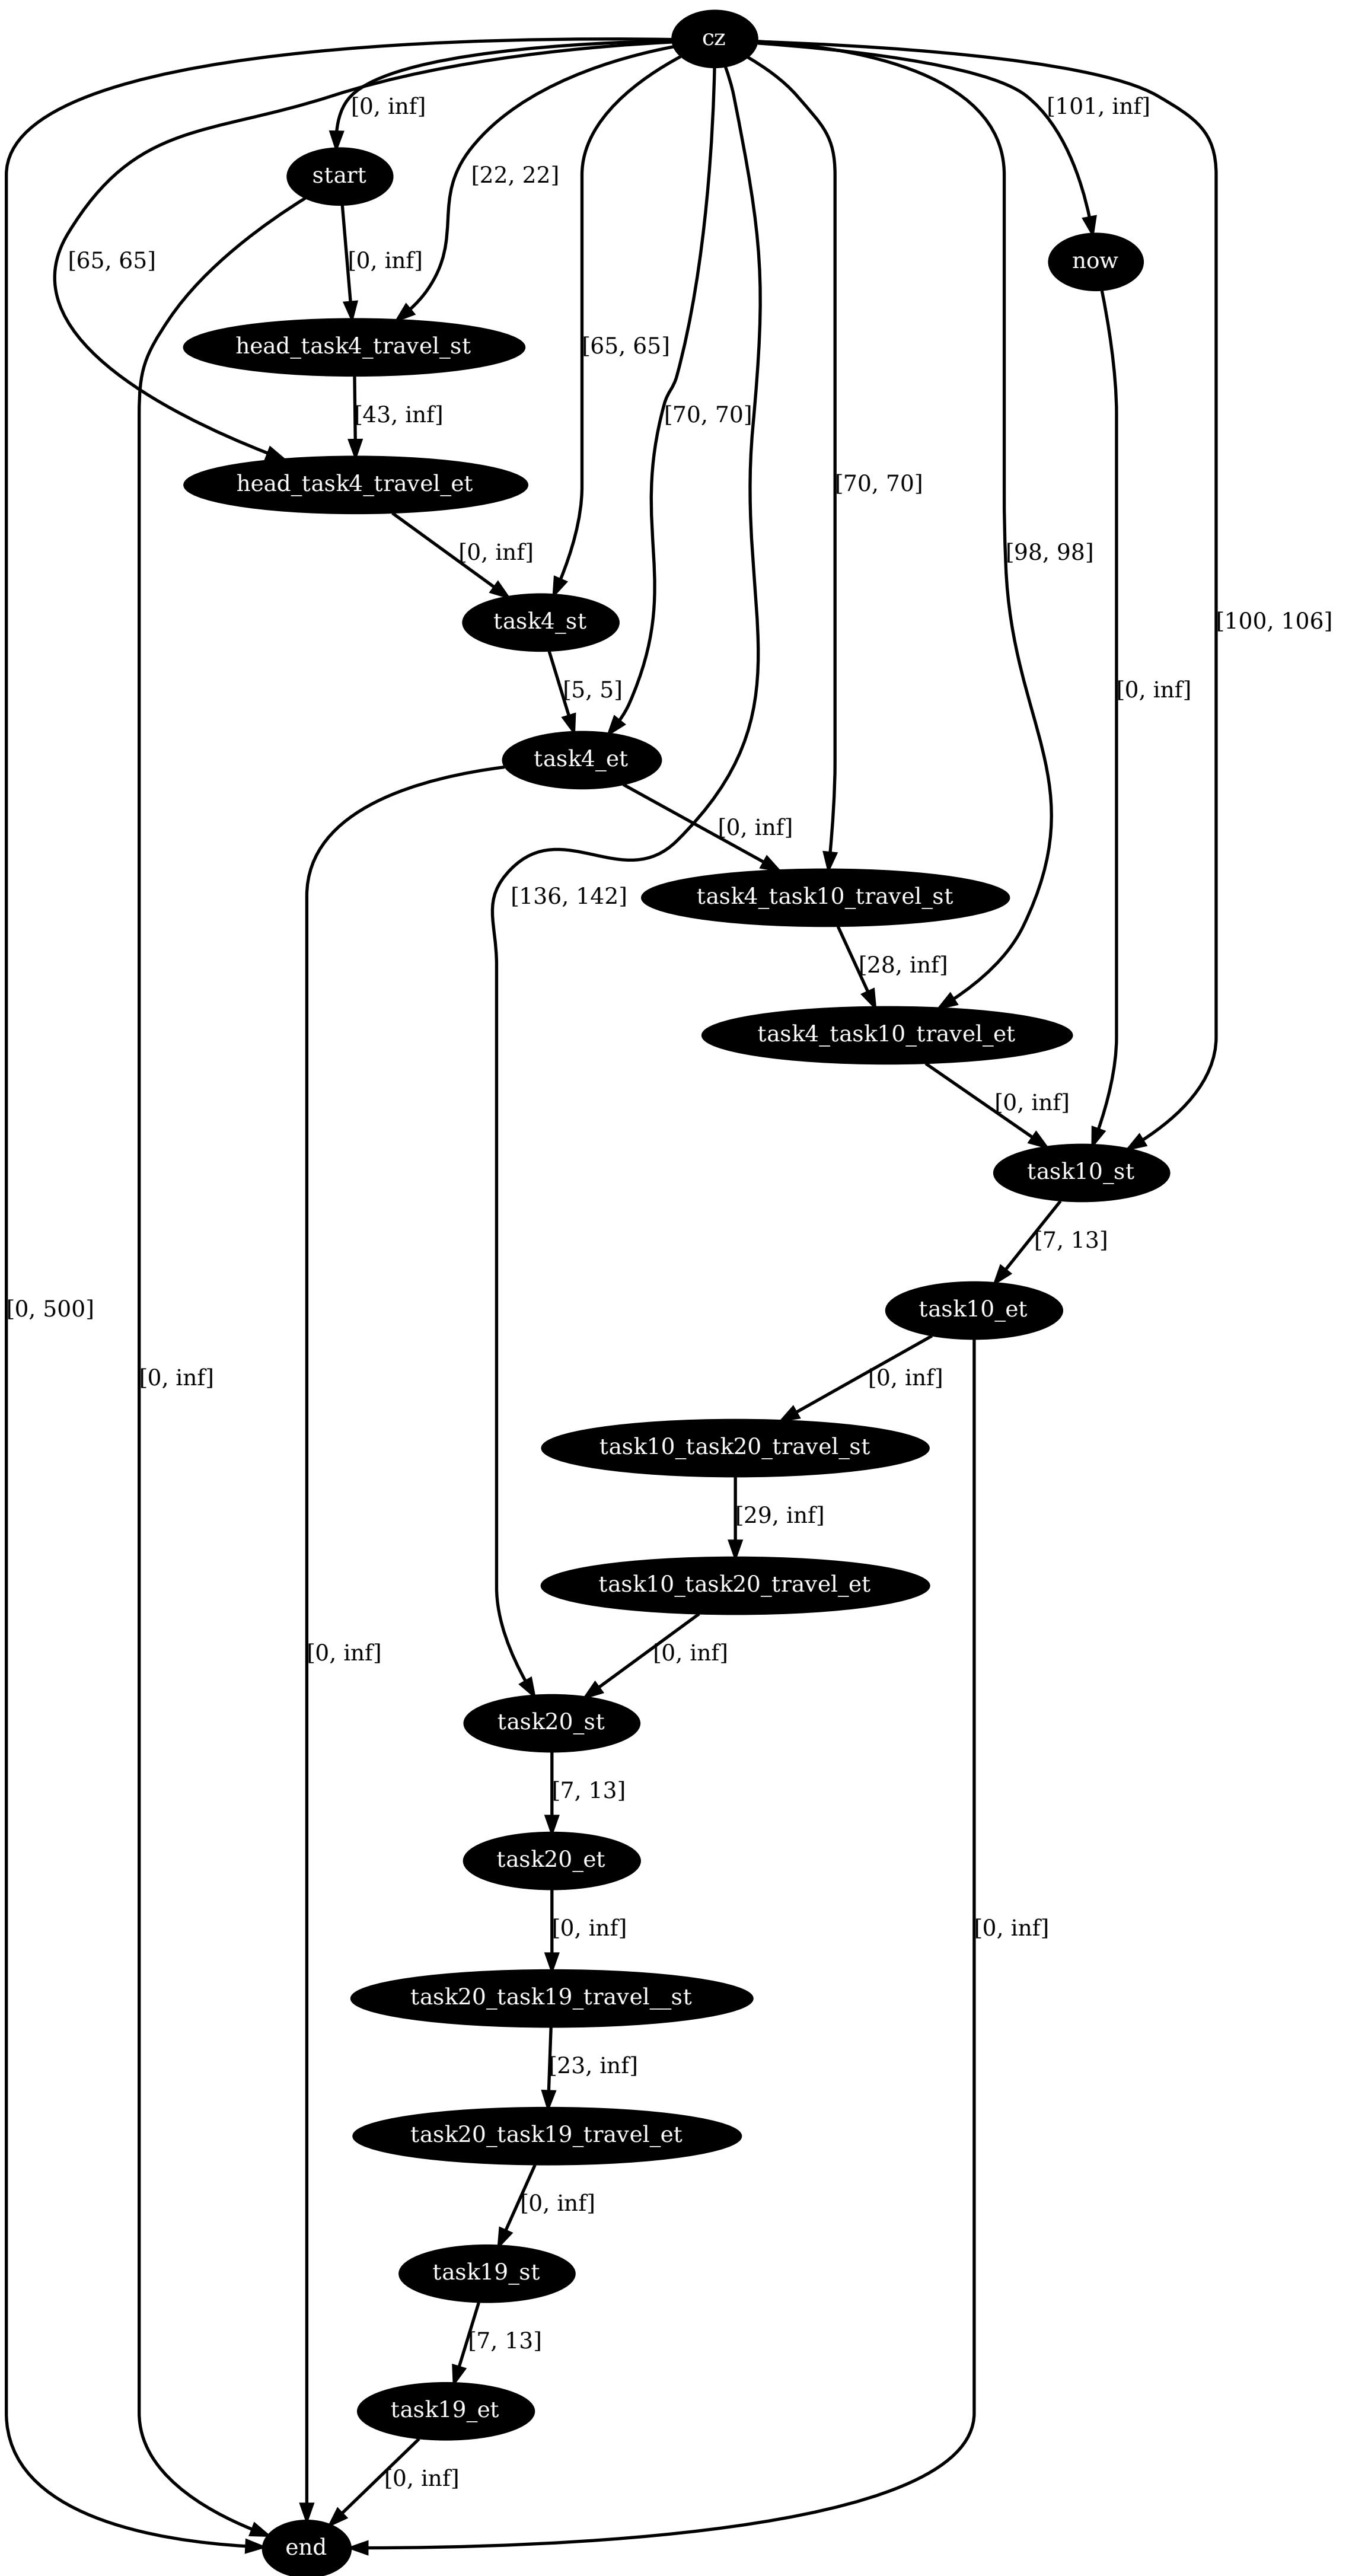 cz
[0, inf]
[101, inf]
start
[22, 22]
[65, 65]
[0, inf]
now
head_task4_travel_st
[65, 65]
[43, inf]
[70, 70]
head_task4_travel_et
[70, 70]
[0, inf]
[98, 98]
task4_st
[100, 106]
[5, 5]
[0, inf]
task4_et
[0, inf]
[136, 142]
task4_task10_travel_st
[28, inf]
task4_task10_travel_et
[0, inf]
task10_st
[7, 13]
[0, 500]
task10_et
[0, inf]
[0, inf]
task10_task20_travel_st
[29, inf]
task10_task20_travel_et
[0, inf]
[0, inf]
task20_st
[7, 13]
task20_et
[0, inf]
[0, inf]
task20_task19_travel__st
[23, inf]
task20_task19_travel_et
[0, inf]
task19_st
[7, 13]
task19_et
[0, inf]
end